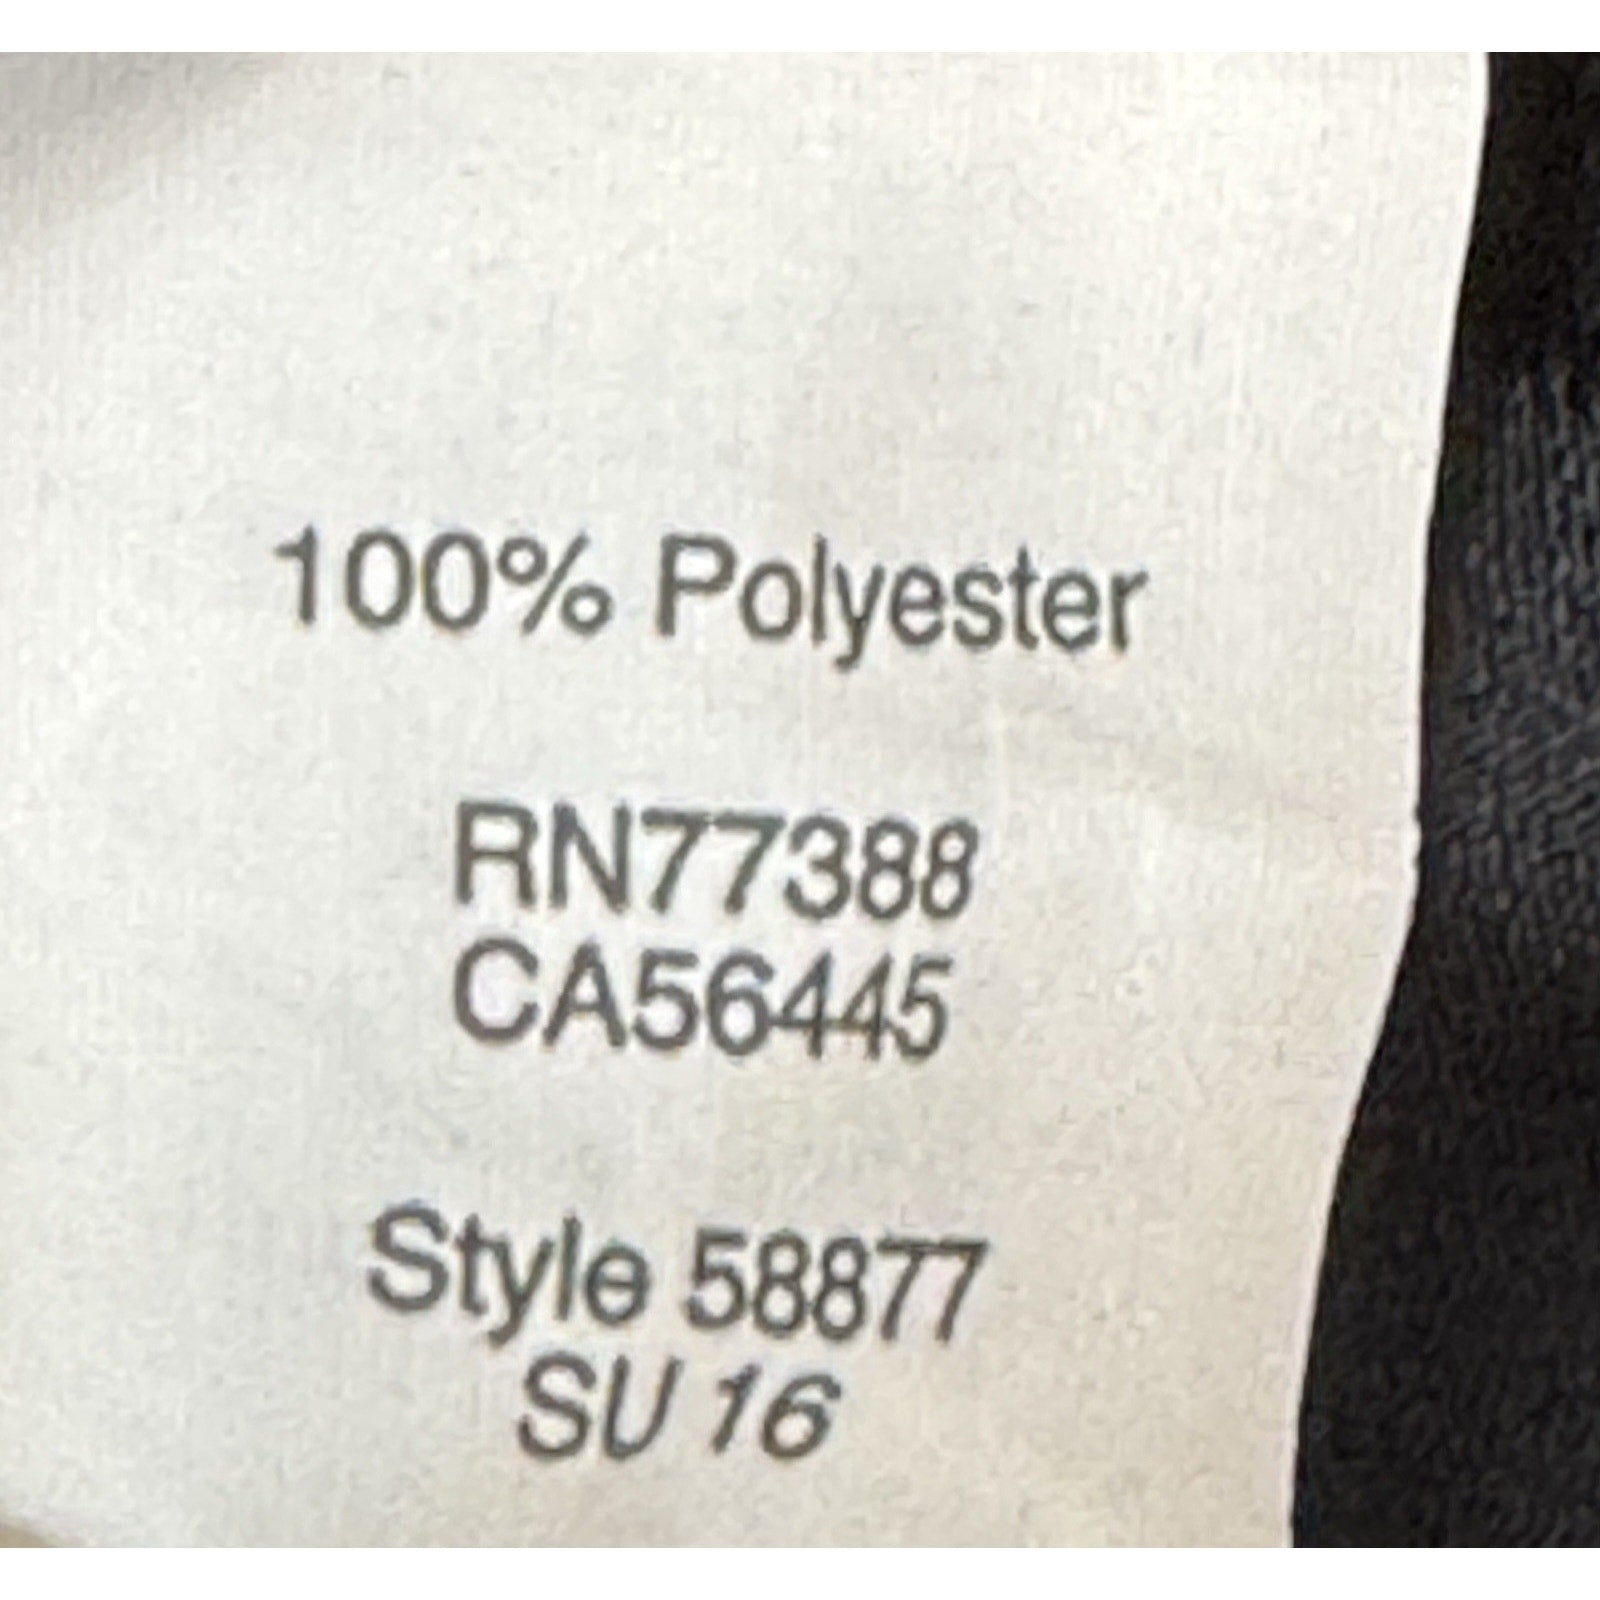 100% Polyester
RN77388
CA56445
Style 58877
SU 16